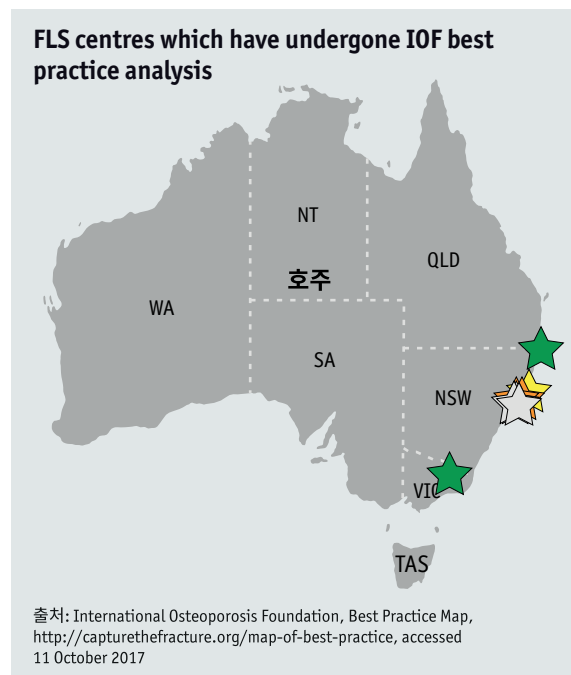 FLS centres which have undergone IOF best
practice analysis
NT
호주
QLD
WA
SA
NSW
VIC
TAS
출처: International Osteoporosis Foundation, Best Practice Map,
http://capturethefracture.org/map-of-best-practice, accessed
11 October 2017